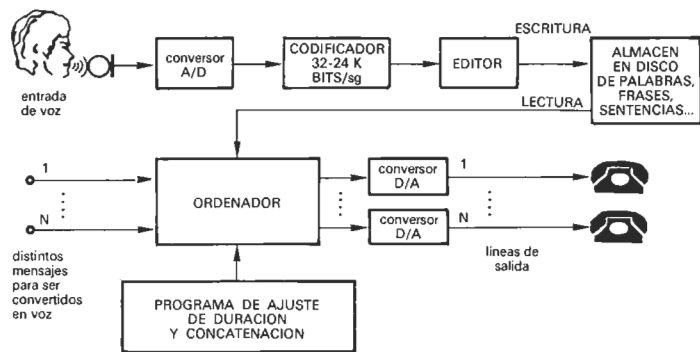 ESCRITURA
entrada
de voz
conversor
A/D
CODIFICADOR
32-24 K
BITS/sg
EDITOR
ALMACEN
EN DISCO
DE PALABRAS,
FRASES,
SENTENCIAS...
LECTURA
1
N
distintos
mensajes
para ser
convertidos
en voz
ORDENADOR
conversor
D/A
1
conversor
D/A
N
lineas de
salida
PROGRAMA DE AJUSTE
DE DURACION
Y CONCATENACION